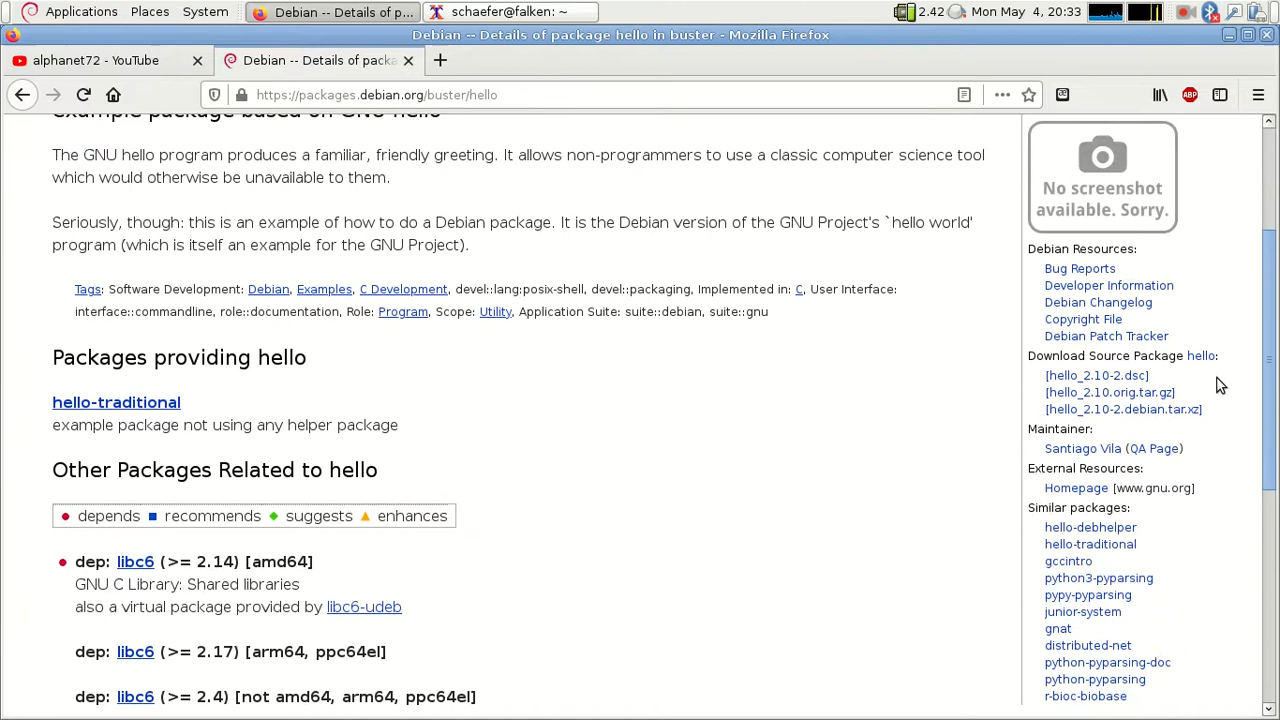 Applications Places System Debian -- Details of p... schaefer@falken: ~ 2.42 Mon May 4, 20:33
Debian -- Details of package hello in buster - Mozilla Firefox
alphanet72 - YouTube Debian -- Details of packa
https://packages.debian.org/buster/hello ABP
example package based on GNU hello
The GNU hello program produces a familiar, friendly greeting. It allows non-programmers to use a classic computer science tool
which would otherwise be unavailable to them.
Seriously, though: this is an example of how to do a Debian package. It is the Debian version of the GNU Project's `hello world'
program (which is itself an example for the GNU Project).
Tags: Software Development: Debian, Examples, C Development, devel::lang:posix-shell, devel::packaging, Implemented in: C, User Interface:
interface::commandline, role::documentation, Role: Program, Scope: Utility, Application Suite: suite::debian, suite::gnu
Packages providing hello
hello-traditional
example package not using any helper package
Other Packages Related to hello
depends recommends suggests enhances
dep: libc6 (>= 2.14) [amd64]
GNU C Library: Shared libraries
also a virtual package provided by libc6-udeb
dep: libc6 (>= 2.17) [arm64, ppc64el]
dep: libc6 (>= 2.4) [not amd64, arm64, ppc64el]
No screenshot
available. Sorry.
Debian Resources:
Bug Reports
Developer Information
Debian Changelog
Copyright File
Debian Patch Tracker
Download Source Package hello:
[hello_2.10-2.dsc]
[hello_2.10.orig.tar.gz]
[hello_2.10-2.debian.tar.xz]
Maintainer:
Santiago Vila (QA Page)
External Resources:
Homepage [www.gnu.org]
Similar packages:
hello-debhelper
hello-traditional
gccintro
python3-pyparsing
pypy-pyparsing
junior-system
gnat
distributed-net
python-pyparsing-doc
python-pyparsing
r-bioc-biobase